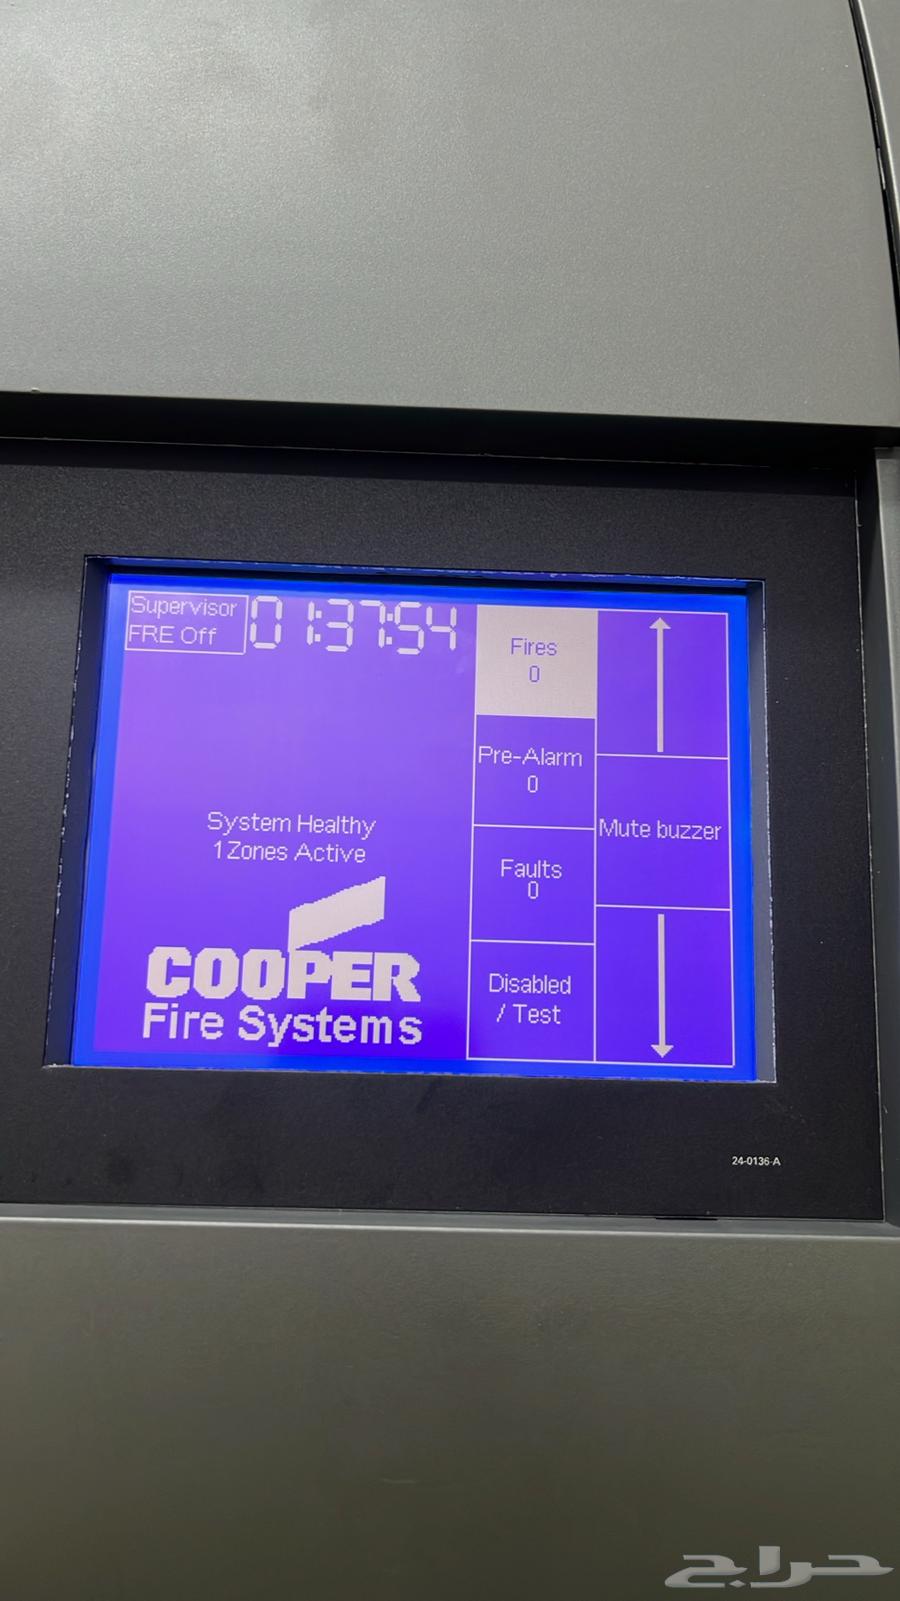 Supervisor
FRE Off
01:37:54
Fires
0
Pre-Alarm
0
Mute buzzer
System Healthy
1 Zones Active
Faults
0
COOPER
Fire Systems
Disabled
/ Test
24-0136-A
حراج